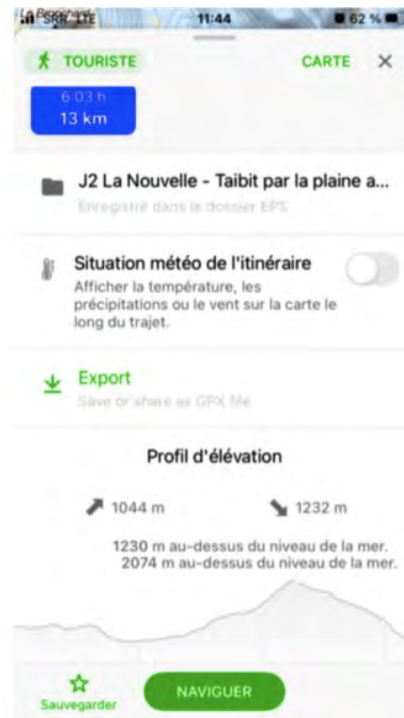 SRR LTE 11:44 62 %
TOURISTE CARTE
6:03 h
13 km
J2 La Nouvelle - Taibit par la plaine a...
Enregistré dans le dossier EPS
Situation météo de l'itinéraire
Afficher la température, les
précipitations ou le vent sur la carte le
long du trajet.
Export
Save or share as GPX file
Profil d'élévation
1044 m 1232 m
1230 m au-dessus du niveau de la mer.
2074 m au-dessus du niveau de la mer.
Sauvegarder
NAVIGUER